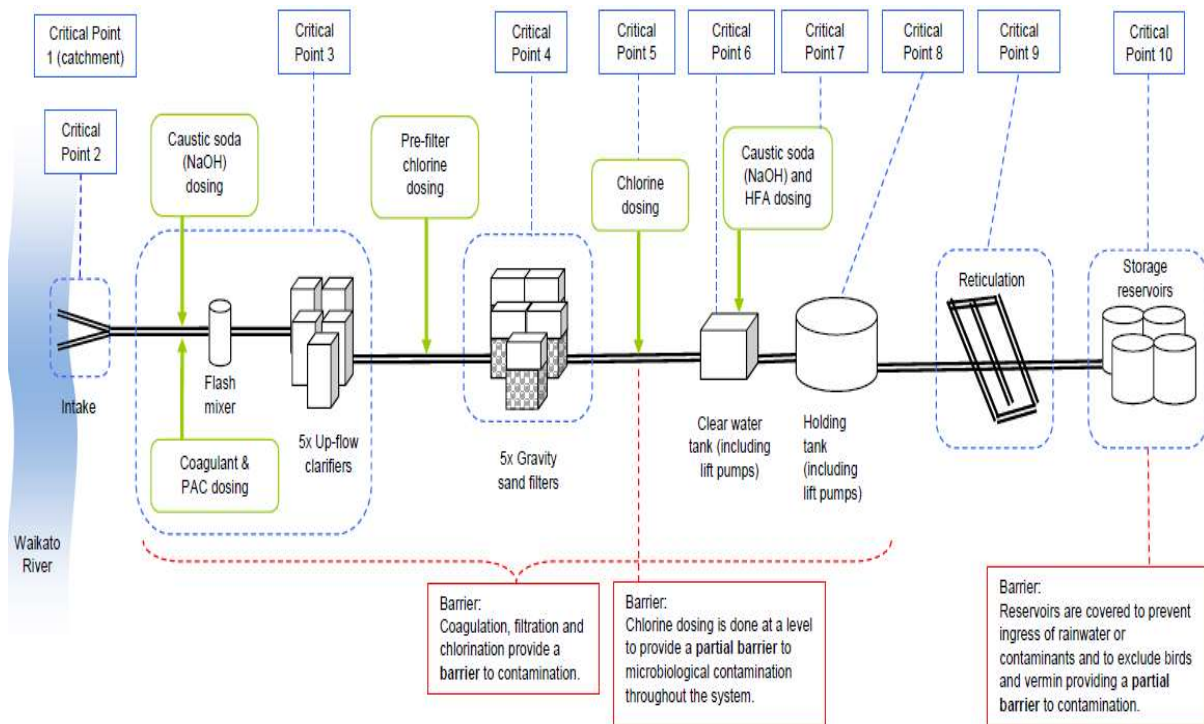 Critical Point
1 (catchment)
Critical
Point 3
Critical
Point 4
Critical
Point 5
Critical
Point 6
Critical
Point 7
Critical
Point 8
Critical
Point 9
Critical
Point 10
Critical
Point 2
Caustic soda
(NaOH)
dosing
Pre-filter
chlorine
dosing
Chlorine
dosing
Caustic soda
(NaOH) and
HFA dosing
Reticulation
Storage
reservoirs
Intake
Flash
mixer
5x Up-flow
clarifiers
5x Gravity
sand filters
Clear water
tank (including
lift pumps)
Holding
tank
(including
lift pumps)
Coagulant &
PAC dosing
Waikato
River
Barrier:
Coagulation, filtration and
chlorination provide a
barrier to contamination.
Barrier:
Chlorine dosing is done at a level
to provide a partial barrier to
microbiological contamination
throughout the system.
Barrier:
Reservoirs are covered to prevent
ingress of rainwater or
contaminants and to exclude birds
and vermin providing a partial
barrier to contamination.